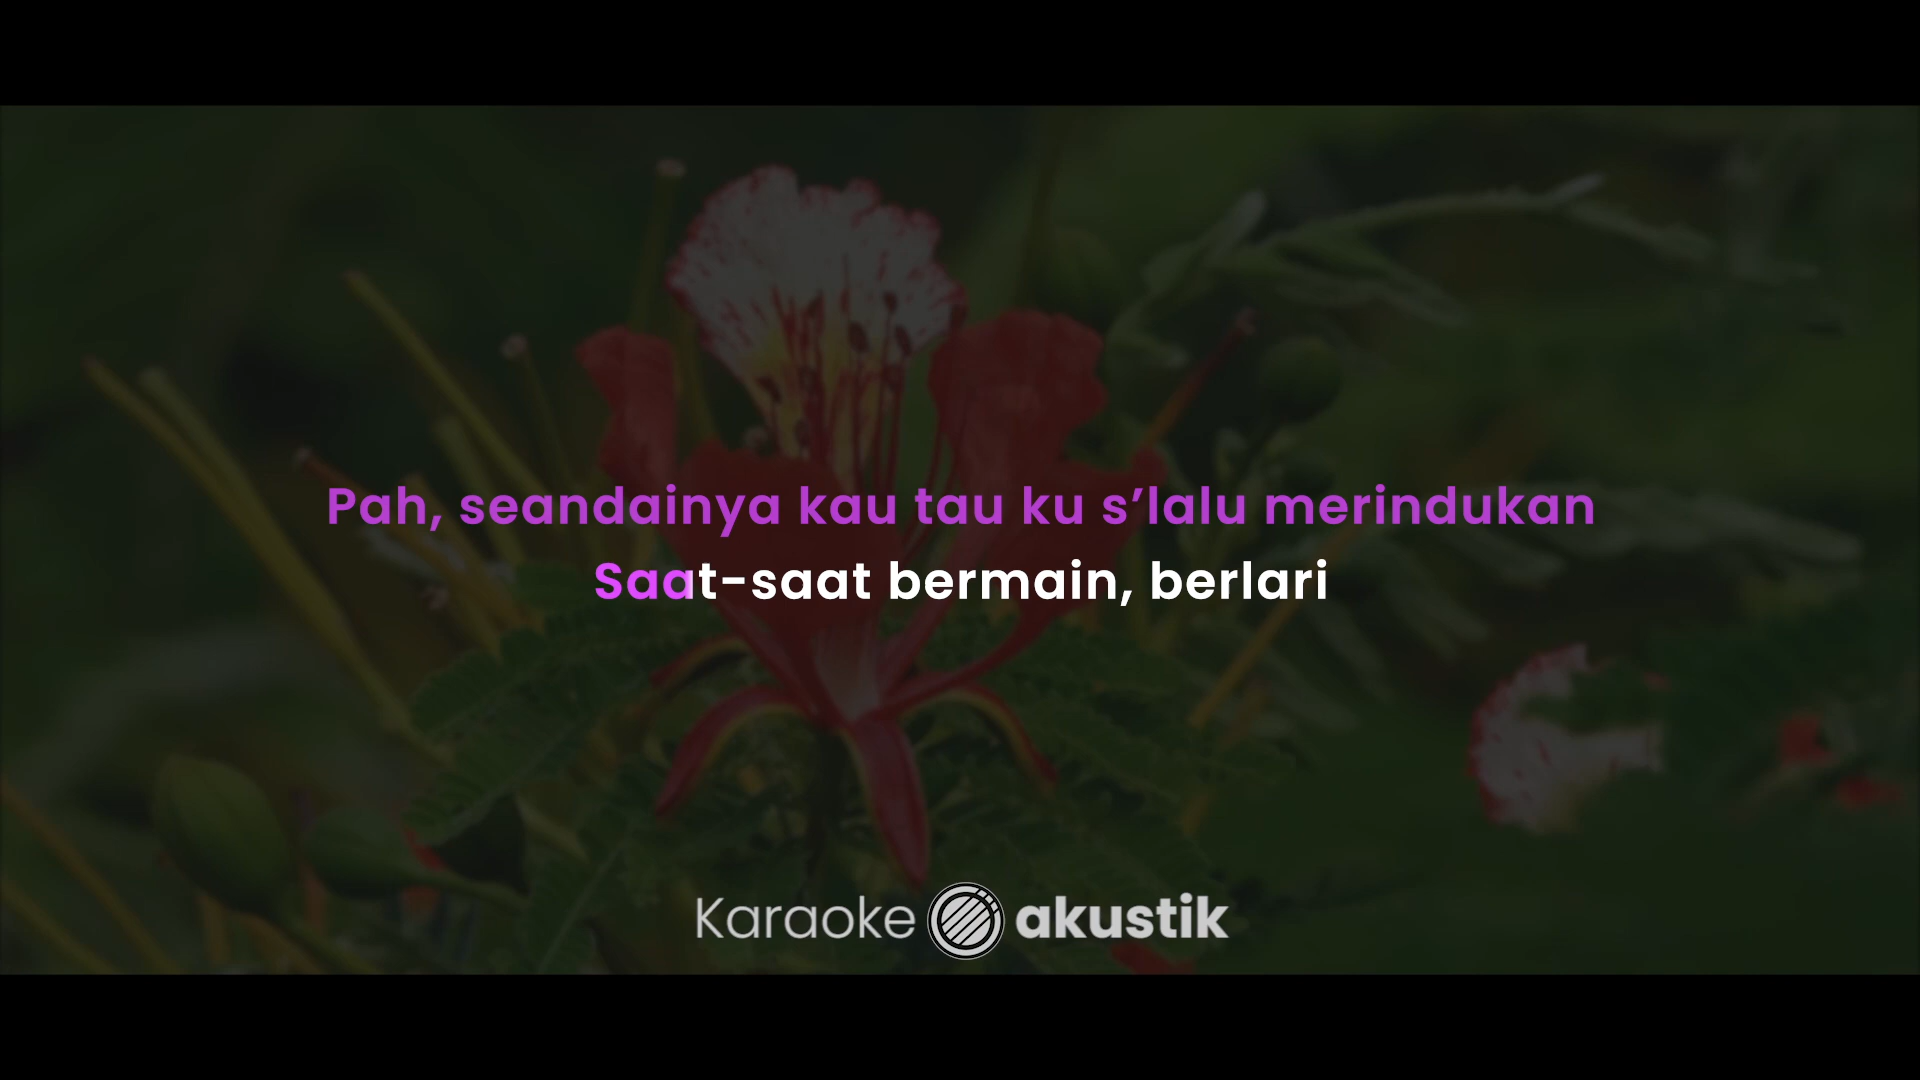 Pah, seandainya kau tau ku s’lalu merindukan
Saat-saat bermain, berlari
Karaoke akustik